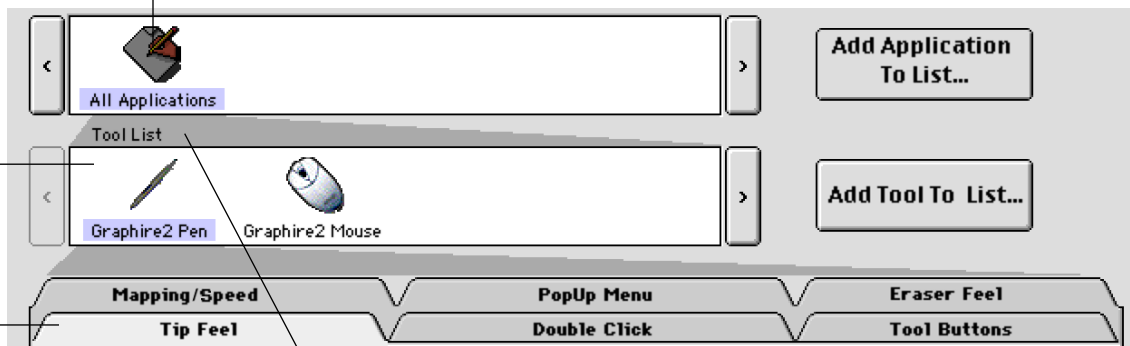 Add Application
To List...
All Applications
Tool List
Add Tool To List...
Graphire2 Pen Graphire2 Mouse
Mapping/Speed PopUp Menu Eraser Feel
Tip Feel Double Click Tool Buttons